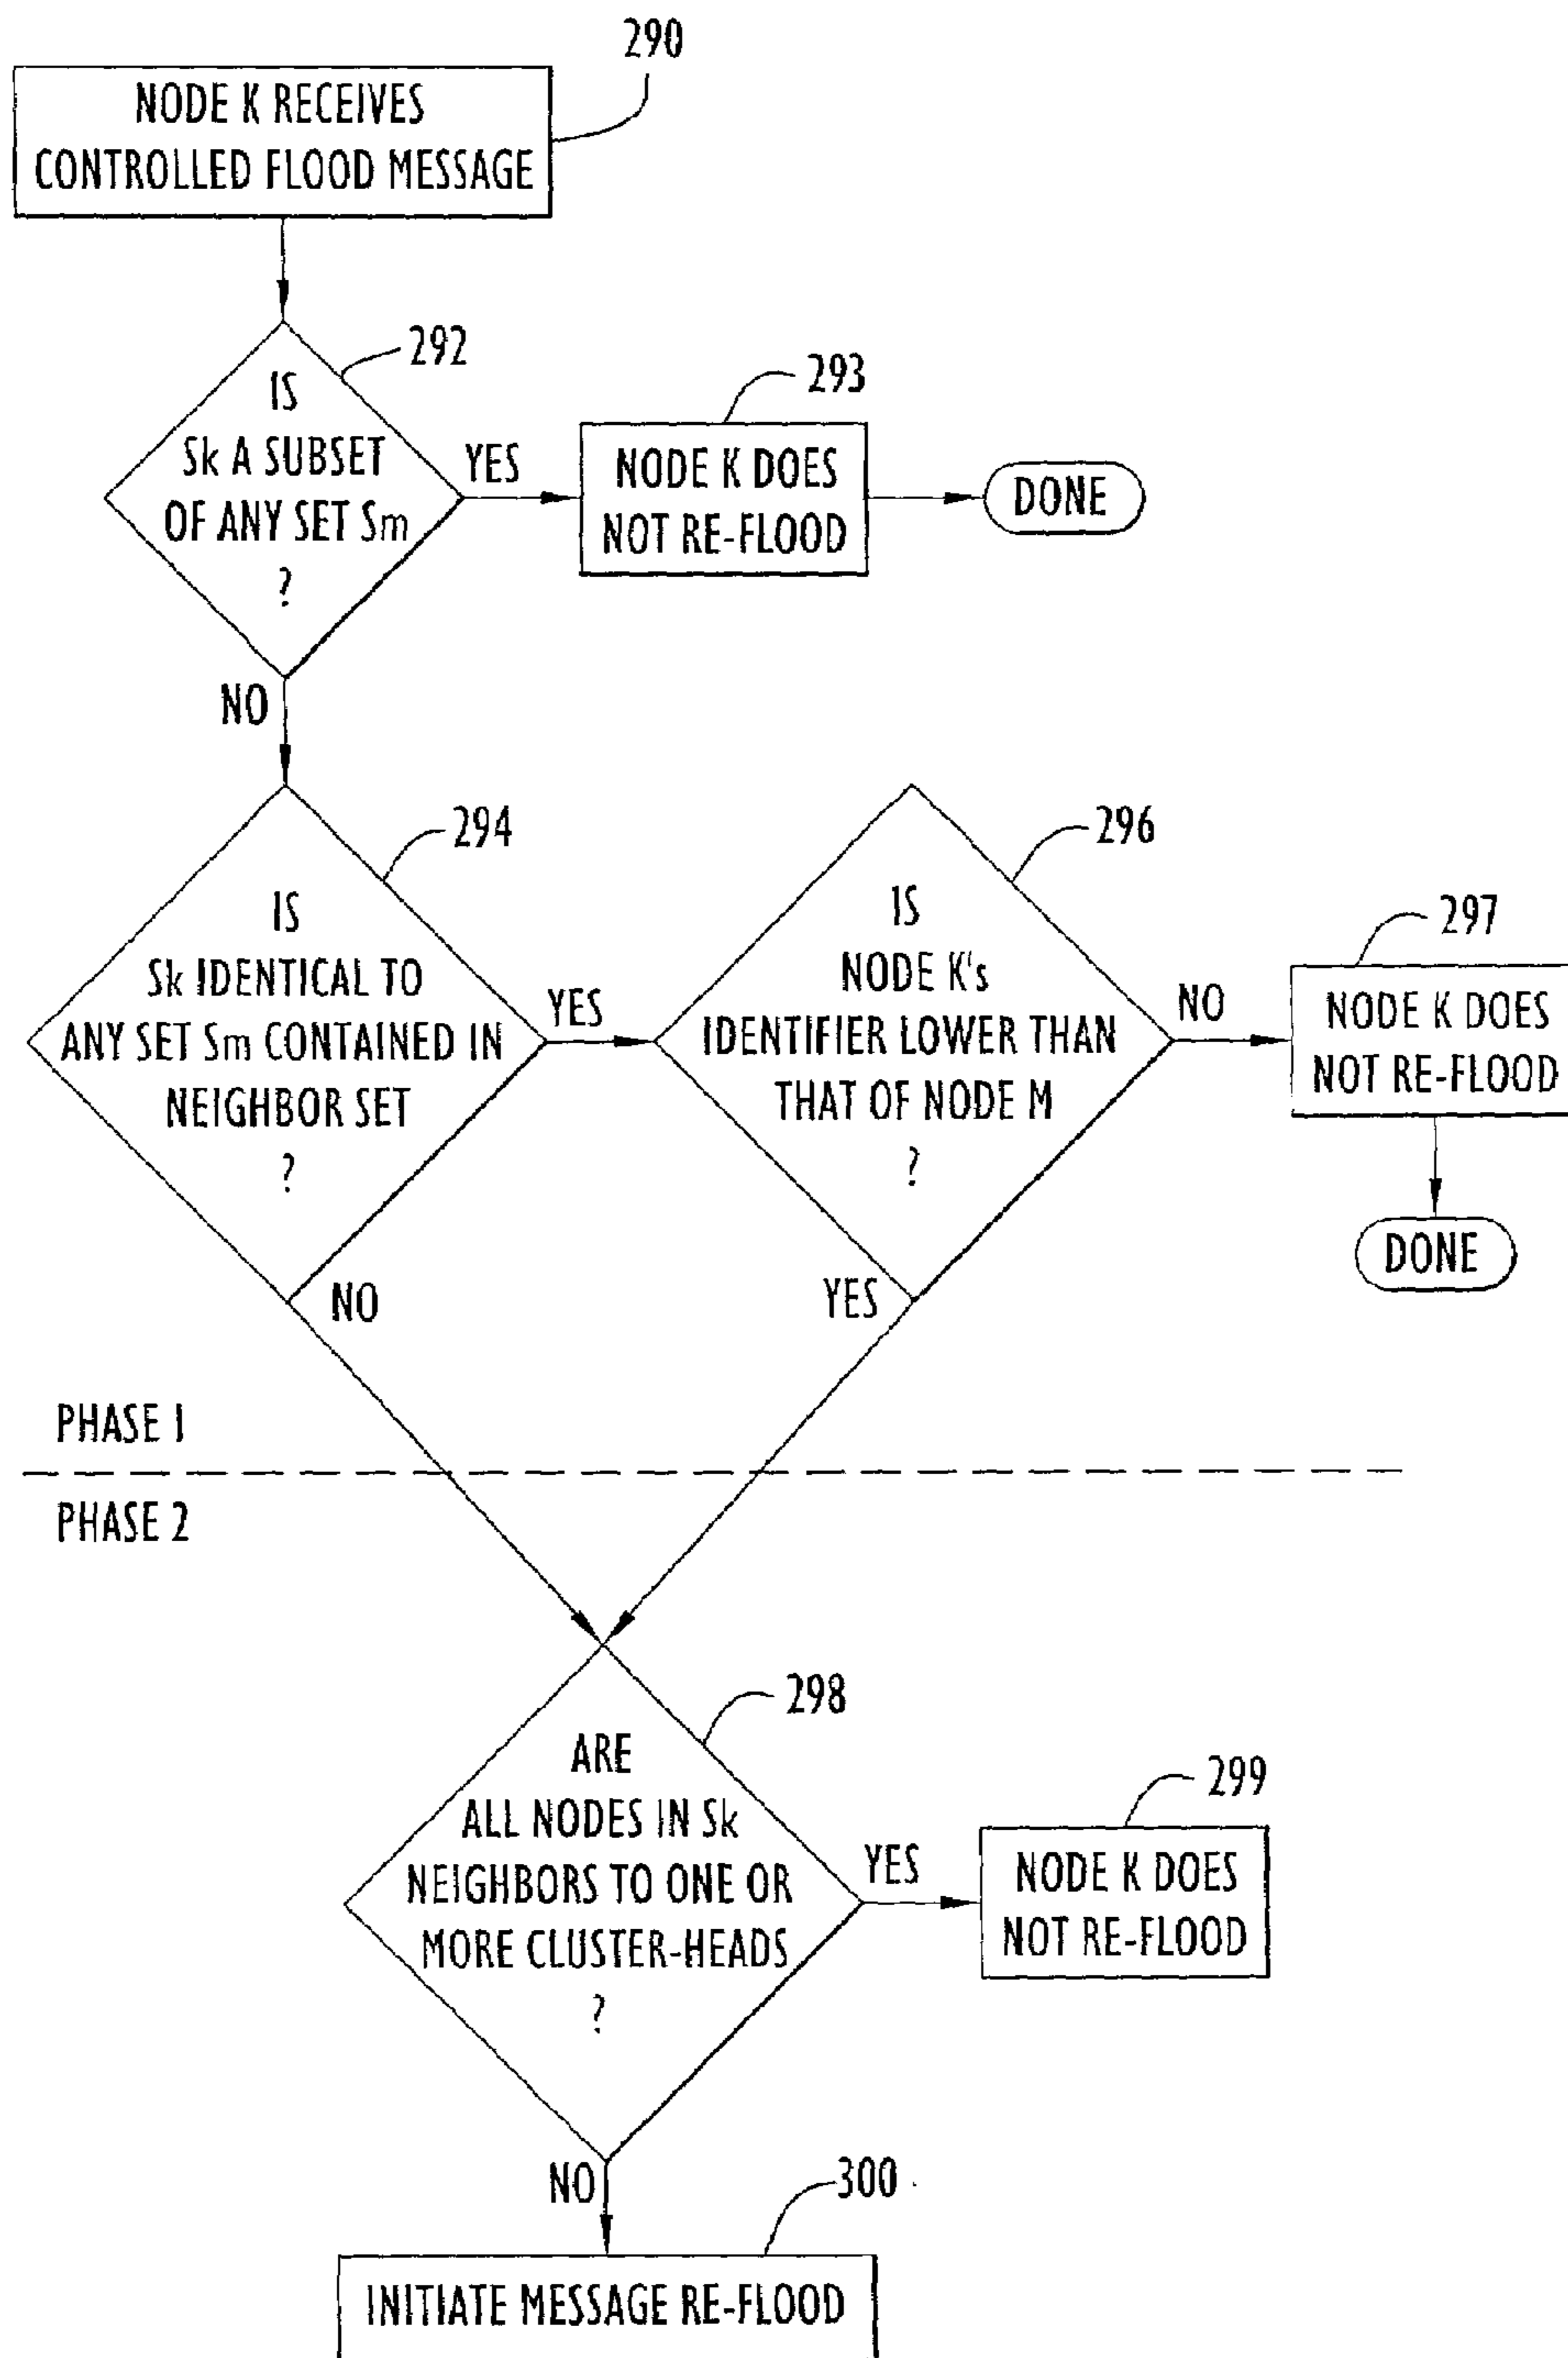 290
NODE K RECEIVES
CONTROLLED FLOOD MESSAGE
292
IS
Sk A SUBSET
OF ANY SET Sm
?
YES
293
NODE K DOES
NOT RE-FLOOD
DONE
NO
294
IS
Sk IDENTICAL TO
ANY SET Sm CONTAINED IN
NEIGHBOR SET
?
YES
NO
296
IS
NODE K's
IDENTIFIER LOWER THAN
THAT OF NODE M
?
NO
YES
297
NODE K DOES
NOT RE-FLOOD
DONE
PHASE 1
PHASE 2
298
ARE
ALL NODES IN Sk
NEIGHBORS TO ONE OR
MORE CLUSTER-HEADS
?
YES
299
NODE K DOES
NOT RE-FLOOD
NO
300
INITIATE MESSAGE RE-FLOOD